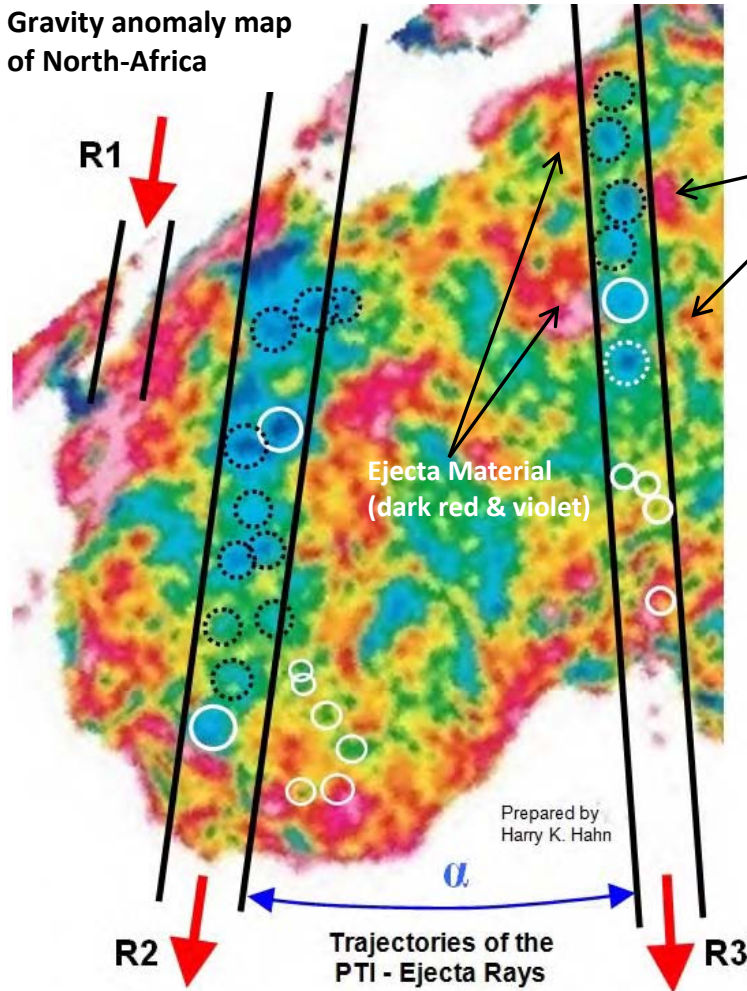 Gravity anomaly map
of North-Africa
R1
Ejecta Material
(dark red & violet)
Prepared by
Harry K. Hahn
α
R2
Trajectories of the
PTI - Ejecta Rays
R3